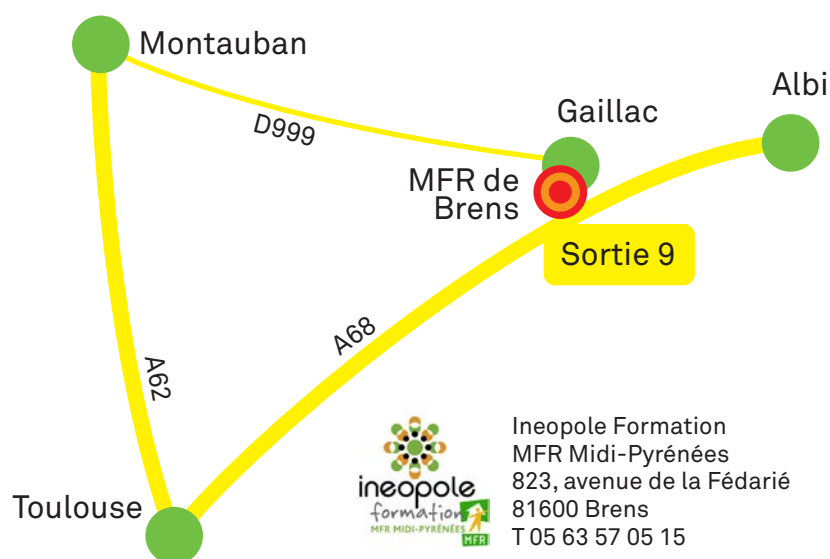 Montauban
Albi
Gaillac
D999
MFR de
Brens
Sortie 9
A68
A62
Toulouse
ineopole
formation
MFR MIDI-PYRÉNÉES
MFR
Ineopole Formation
MFR Midi-Pyrénées
823, avenue de la Fédarié
81600 Brens
T 05 63 57 05 15